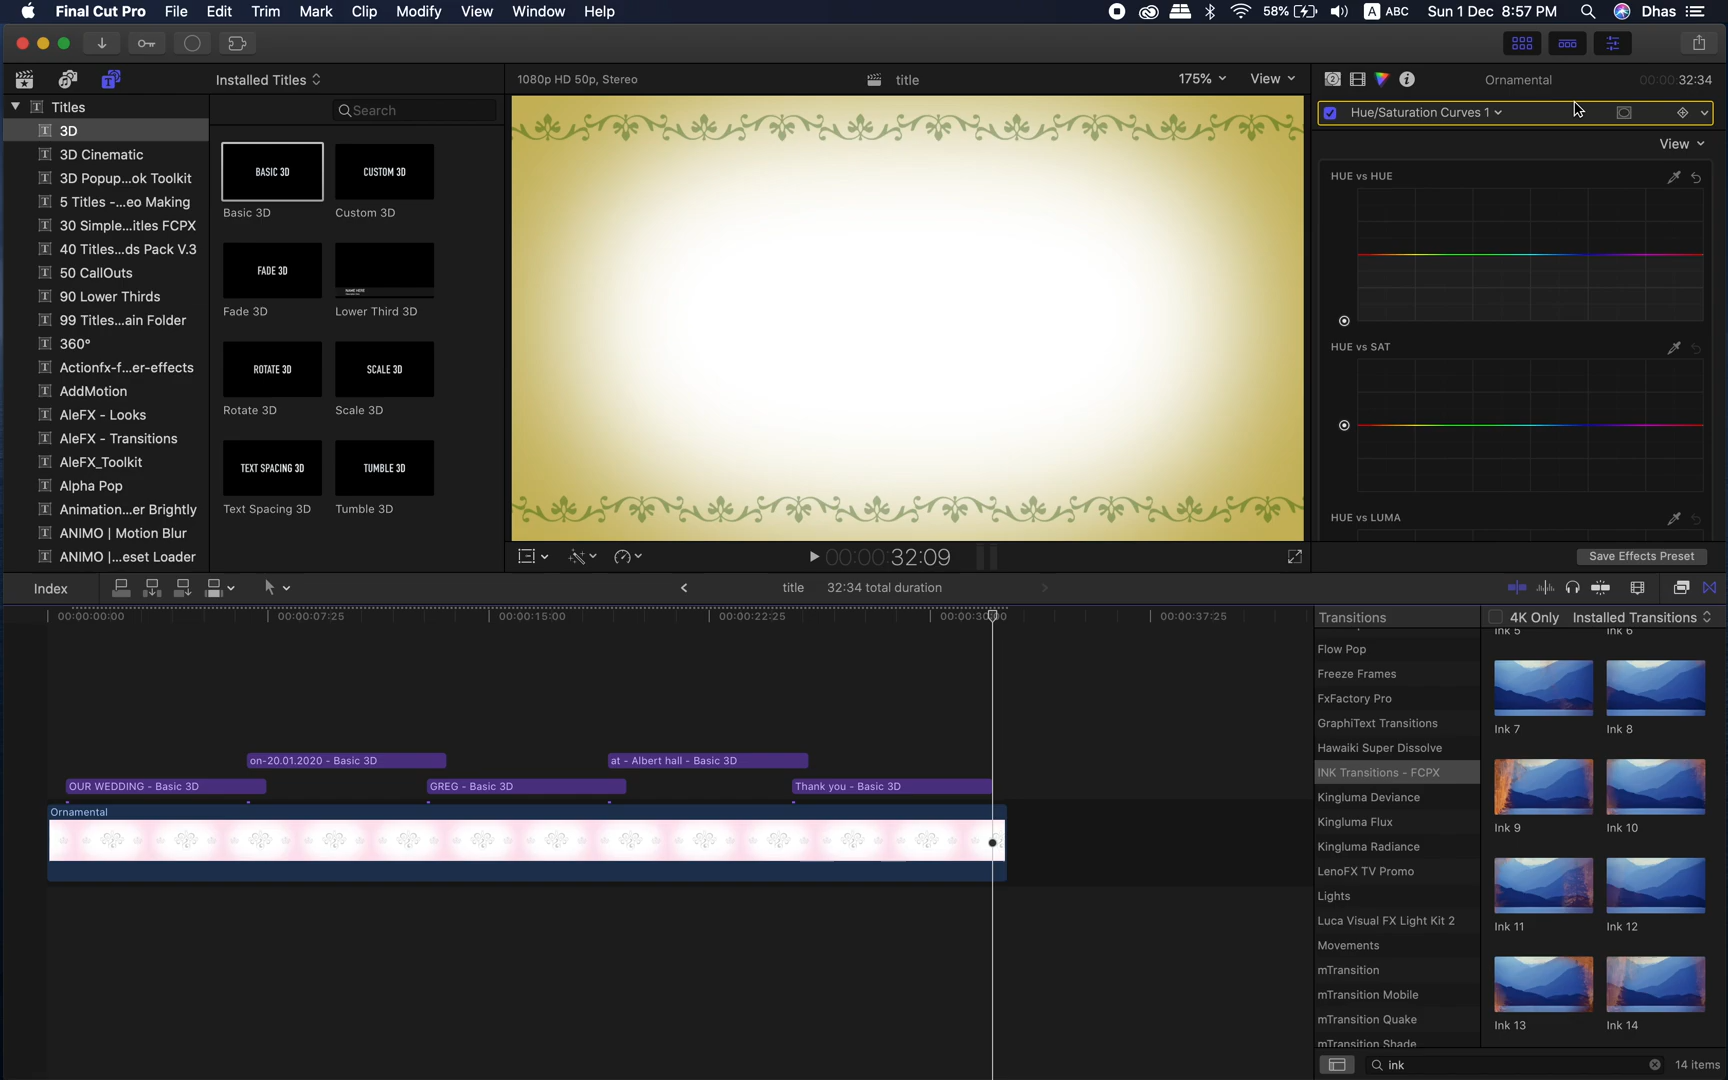 Final Cut Pro File Edit Trim Mark Clip Modify View Window Help 58% A ABC Sun 1 Dec 8:57 PM Dhas
Installed Titles
1080p HD 50p, Stereo title 175% View
Ornamental 00:00:32:34
Titles
Search
Hue/Saturation Curves 1
View
3D
3D Cinematic
3D Popup...ok Toolkit
5 Titles -...eo Making
30 Simple...itles FCPX
40 Titles...ds Pack V.3
50 CallOuts
90 Lower Thirds
99 Titles...ain Folder
360°
Actionfx-f...er-effects
AddMotion
AleFX - Looks
AleFX - Transitions
AleFX_Toolkit
Alpha Pop
Animation...er Brightly
ANIMO | Motion Blur
ANIMO |...eset Loader
BASIC 3D CUSTOM 3D
Basic 3D Custom 3D
FADE 3D
NAME HERE
Fade 3D Lower Third 3D
ROTATE 3D SCALE 3D
Rotate 3D Scale 3D
TEXT SPACING 3D TUMBLE 3D
Text Spacing 3D Tumble 3D
HUE vs HUE
HUE vs SAT
HUE vs LUMA
00:00:32:09
Save Effects Preset
Index title 32:34 total duration
00:00:00:00 00:00:07:25 00:00:15:00 00:00:22:25 00:00:37:25
on-20.01.2020 - Basic 3D at - Albert hall - Basic 3D
OUR WEDDING - Basic 3D GREG - Basic 3D Thank you - Basic 3D
Ornamental
Transitions 4K Only Installed Transitions
Flow Pop
Freeze Frames
FxFactory Pro
GraphiText Transitions
Hawaiki Super Dissolve
INK Transitions - FCPX
Kingluma Deviance
Kingluma Flux
Kingluma Radiance
LenoFX TV Promo
Lights
Luca Visual FX Light Kit 2
Movements
mTransition
mTransition Mobile
mTransition Quake
mTransition Shade
Ink 5 Ink 6
Ink 7 Ink 8
Ink 9 Ink 10
Ink 11 Ink 12
Ink 13 Ink 14
ink 14 items